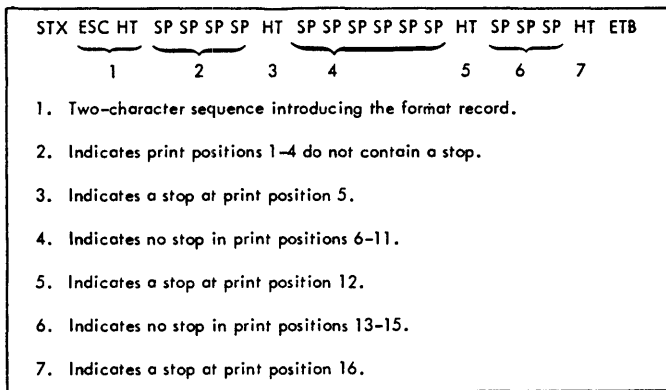 STX ESC HT SP SP SP SP HT SP SP SP SP SP SP HT SP SP SP HT ETB
1 2 3 4 5 6 7
1. Two-character sequence introducing the format record.
2. Indicates print positions 1-4 do not contain a stop.
3. Indicates a stop at print position 5.
4. Indicates no stop in print positions 6-11.
5. Indicates a stop at print position 12.
6. Indicates no stop in print positions 13-15.
7. Indicates a stop at print position 16.